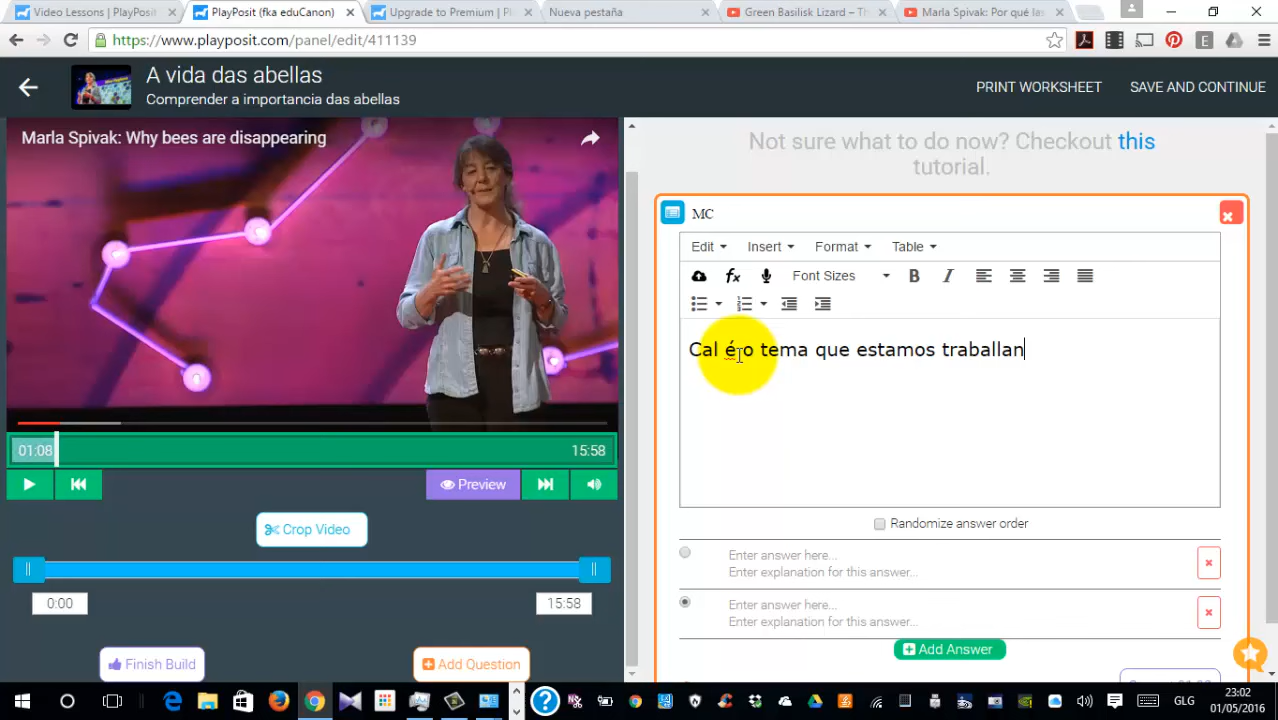 Video Lessons | PlayPosit
PlayPosit (fka eduCanon)
Upgrade to Premium | Pl
Nueva pestaña
Green Basilisk Lizard – Th
Marla Spivak: Por qué las
https://www.playposit.com/panel/edit/411139
A vida das abellas
Comprender a importancia das abellas
PRINT WORKSHEET
SAVE AND CONTINUE
Marla Spivak: Why bees are disappearing
Not sure what to do now? Checkout this
tutorial.
MC
Edit
Insert
Format
Table
fx
Font Sizes
B
I
Cal é o tema que estamos traballan
01:08
15:58
Preview
Crop Video
0:00
15:58
Randomize answer order
Enter answer here...
Enter explanation for this answer...
Enter answer here...
Enter explanation for this answer...
Add Answer
Finish Build
Add Question
GLG
23:02
01/05/2016